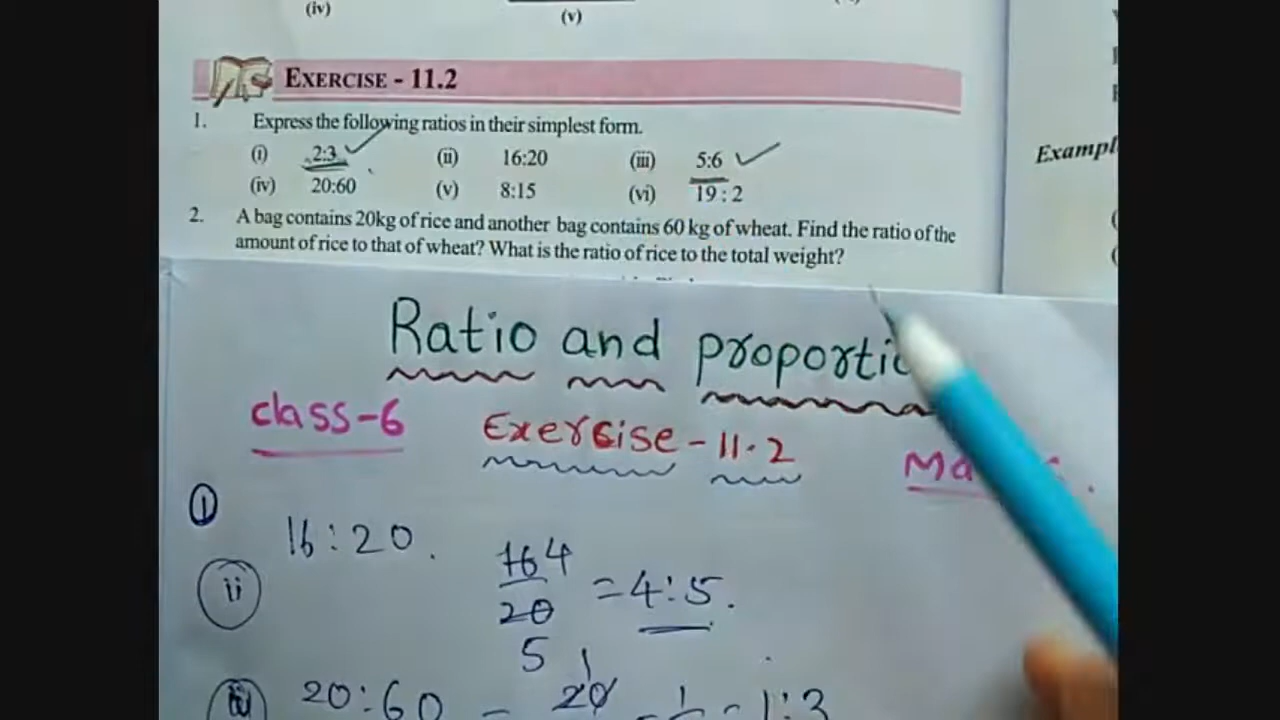 (iv)
(v)
EXERCISE - 11.2
1. Express the following ratios in their simplest form.
(i) 2:3 (ii) 16:20 (iii) 5:6
(iv) 20:60 (v) 8:15 (vi) 19 : 2
2. A bag contains 20kg of rice and another bag contains 60 kg of wheat. Find the ratio of the
amount of rice to that of wheat? What is the ratio of rice to the total weight?
Exampl
Ratio and proportio
class-6 Exercise - 11.2 Ma
1
ii 16:20. 16 4
20 5 = 4:5.
20:60 = 20 1 = 1 = 1:3